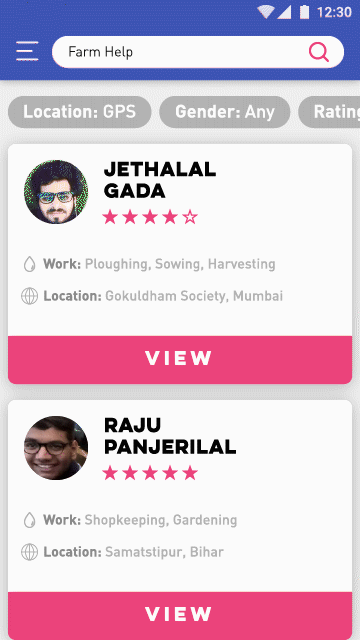 12:30
Farm Help
Location: GPS
Gender: Any
Rating
JETHALAL
GADA
Work: Ploughing, Sowing, Harvesting
Location: Gokuldham Society, Mumbai
VIEW
RAJU
PANJERILAL
Work: Shopkeeping, Gardening
Location: Samatstipur, Bihar
VIEW